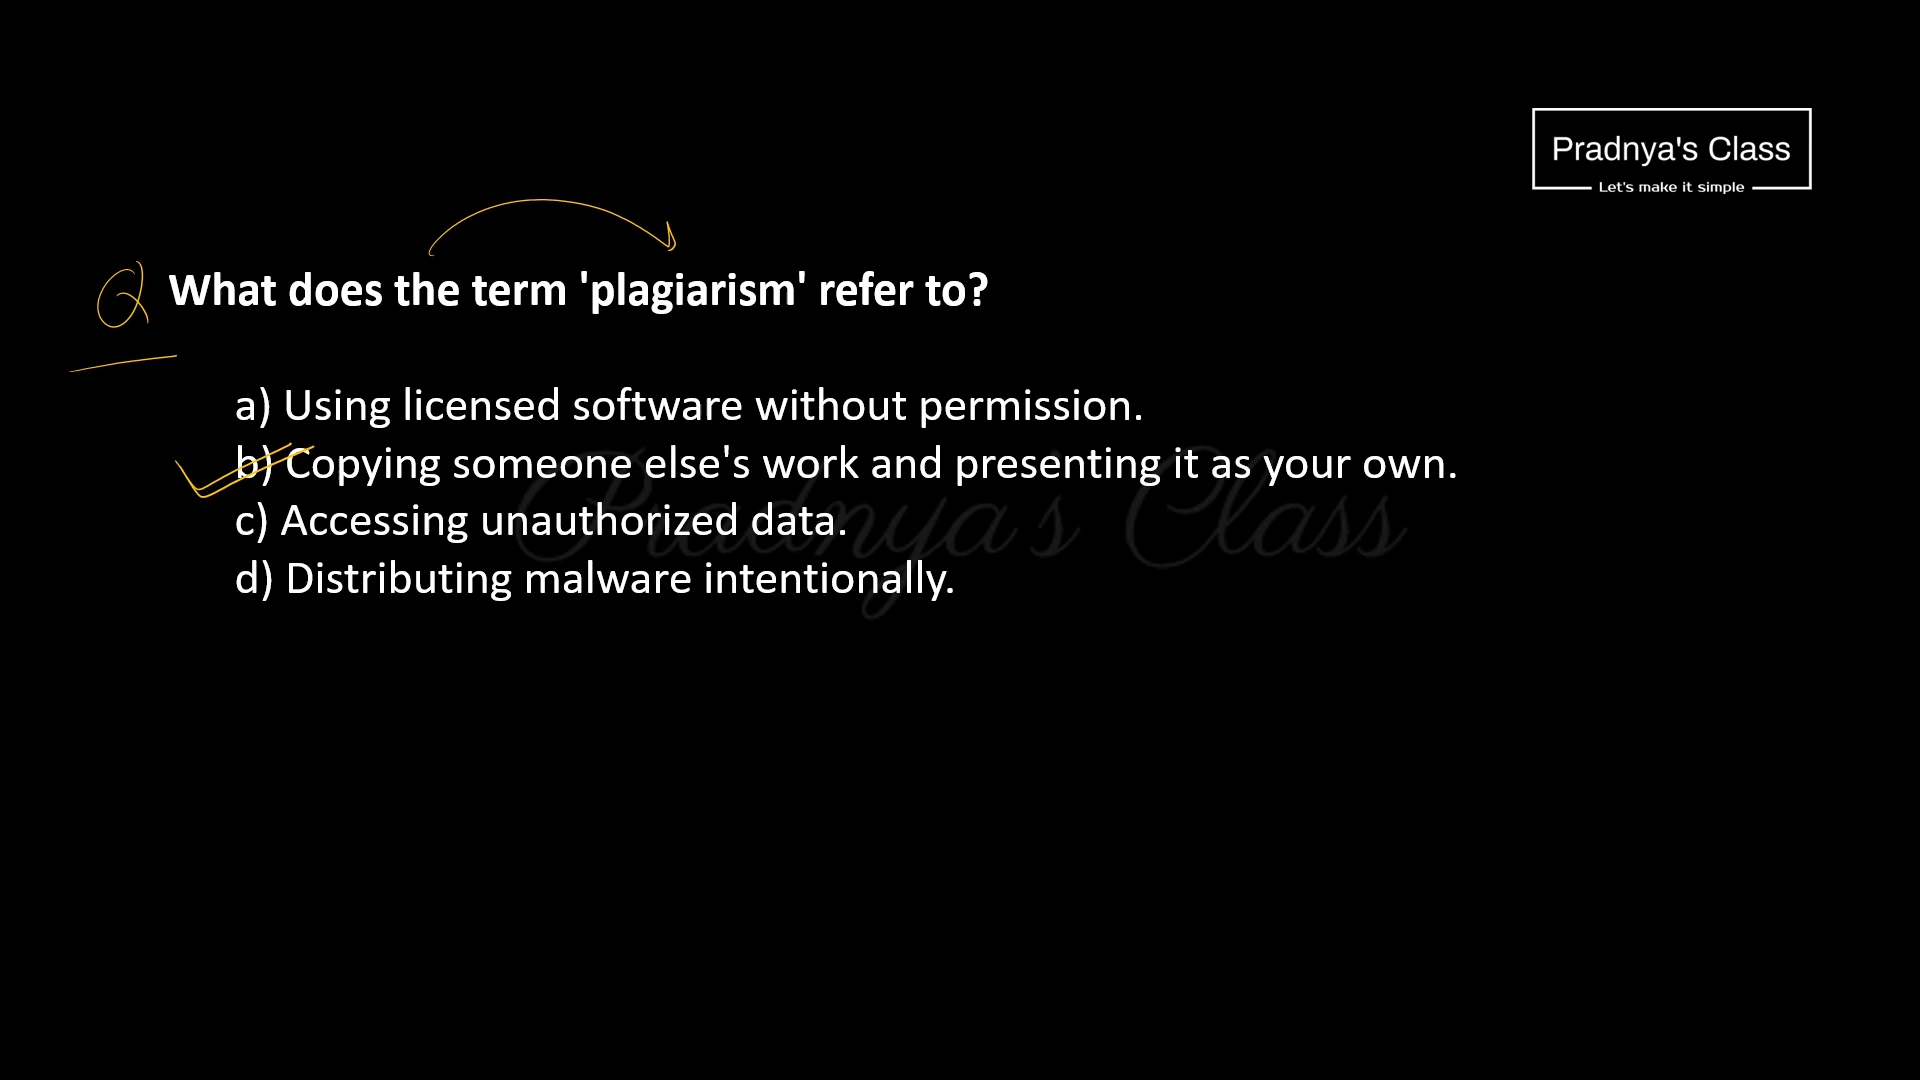 Pradnya's Class
Let's make it simple
Q What does the term 'plagiarism' refer to?
a) Using licensed software without permission.
b) Copying someone else's work and presenting it as your own.
c) Accessing unauthorized data.
d) Distributing malware intentionally.
Pradnya's Class